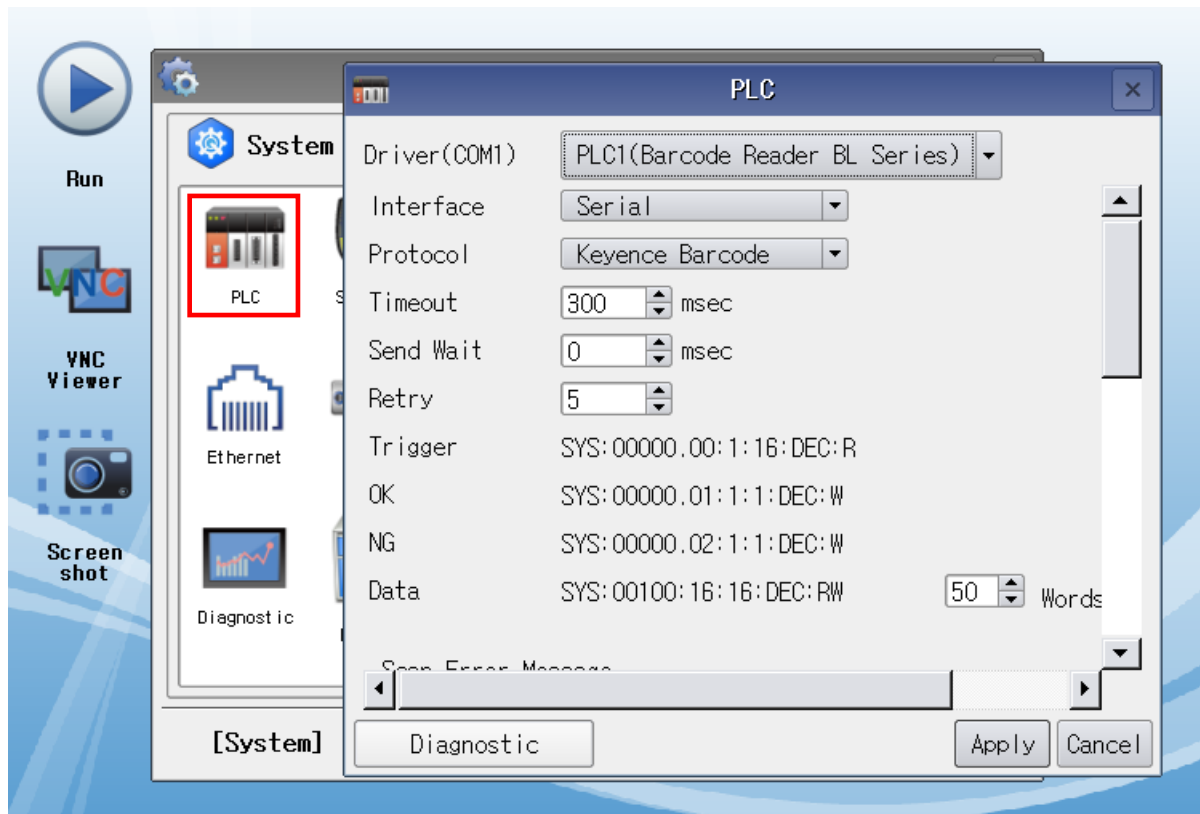 Run
VNC
VNC
Viewer
Screen
shot
System
PLC
S
Ethernet
Diagnostic
[System]
PLC
Driver(COM1) PLC1(Barcode Reader BL Series)
Interface Serial
Protocol Keyence Barcode
Timeout 300 msec
Send Wait 0 msec
Retry 5
Trigger SYS:00000.00:1:16:DEC:R
OK SYS:00000.01:1:1:DEC:W
NG SYS:00000.02:1:1:DEC:W
Data SYS:00100:16:16:DEC:RW 50 Words
Scan Error Message
Diagnostic Apply Cancel